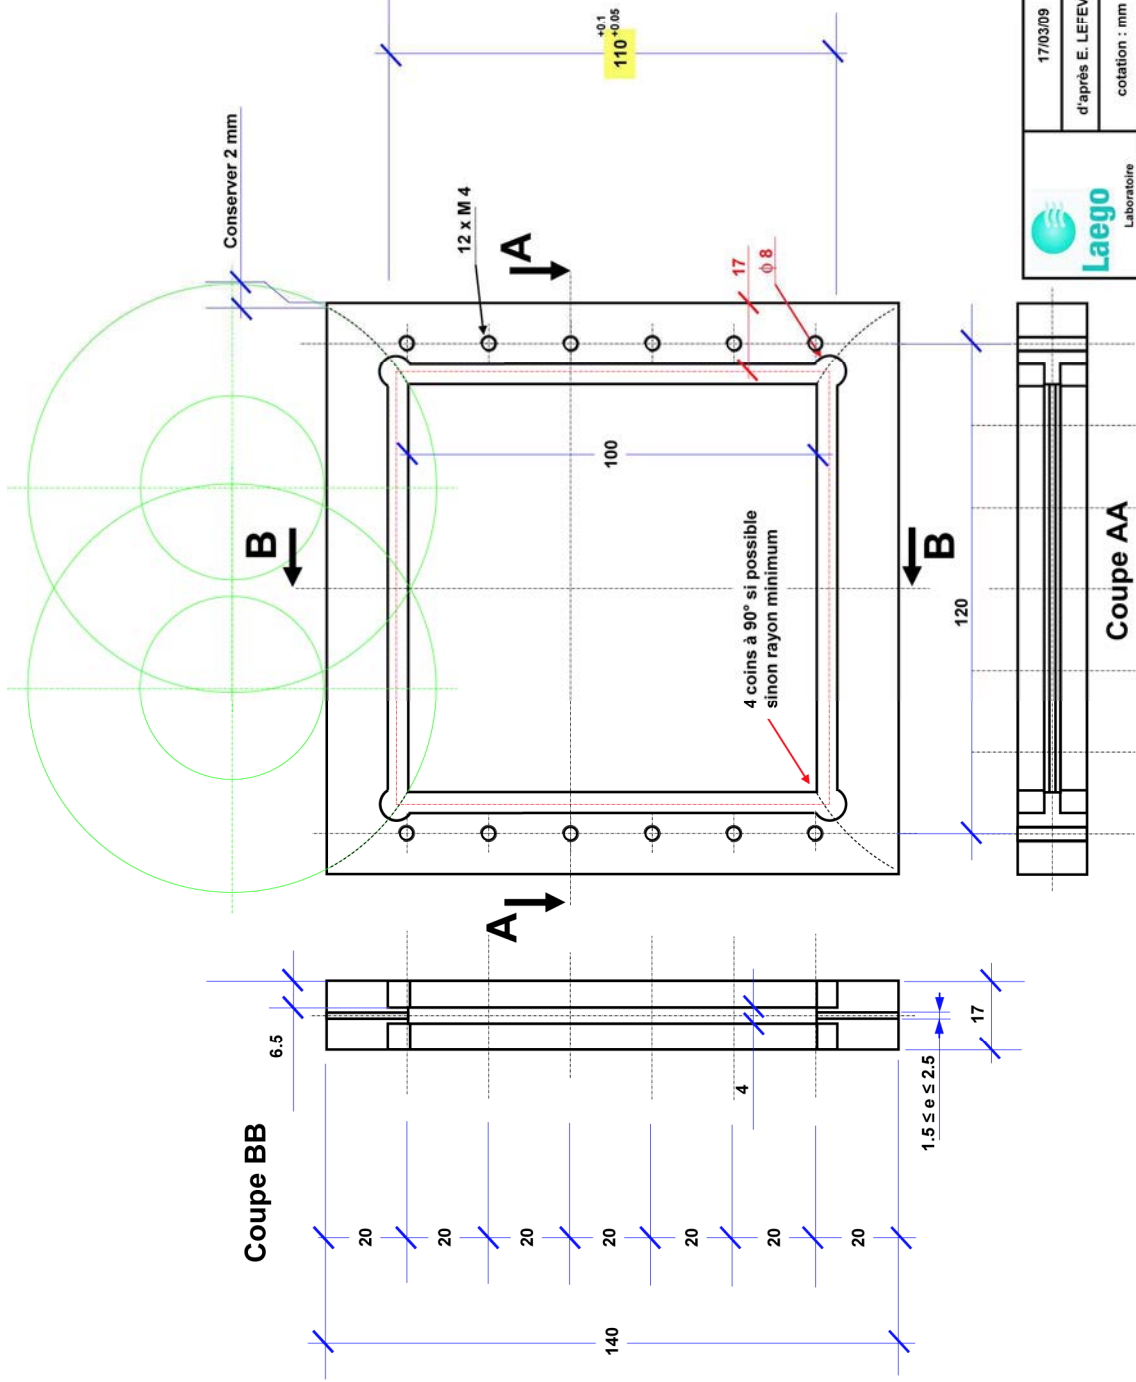 +0.1
110 +0.05
17/03/09
d'après E. LEFEV
cotation : mm
Laego
Laboratoire
Conserver 2 mm
12 x M 4
A
17
ϕ 8
B
100
4 coins à 90° si possible
sinon rayon minimum
B
120
Coupe AA
A
6.5
4
1.5 ≤ e ≤ 2.5
17
Coupe BB
20
20
20
20
20
20
20
140